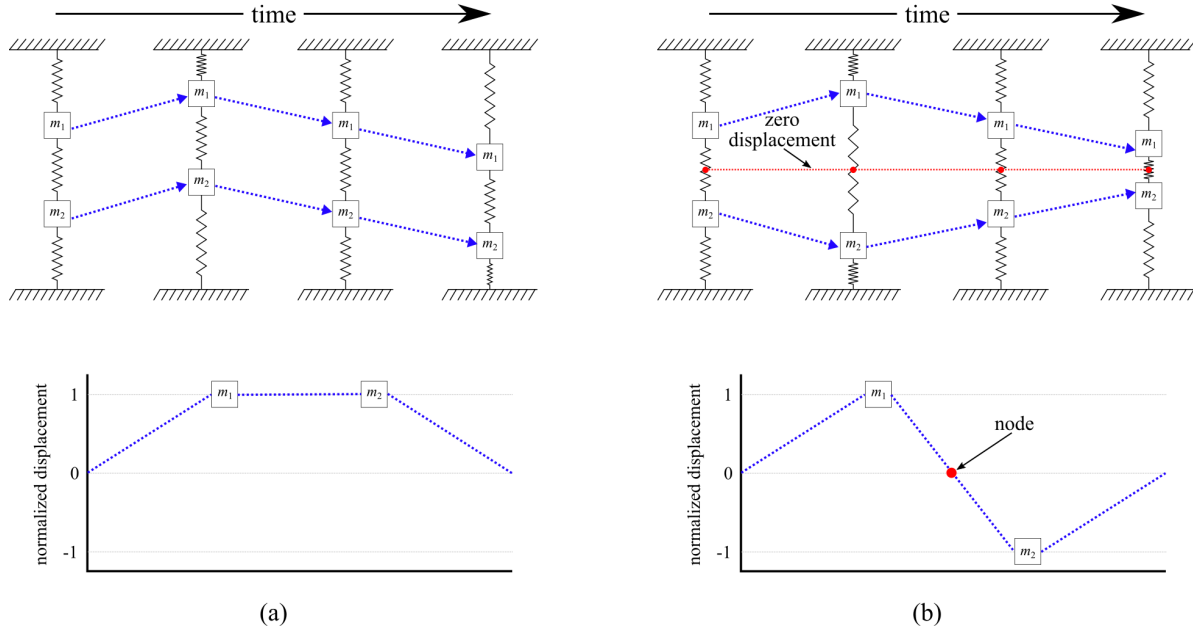 time
m₁
m₁
m₁
m₁
m₂
m₂
m₂
m₂
normalized displacement
1
0
-1
m₁
m₂
(a)
time
m₁
m₁
m₁
m₁
zero
displacement
m₂
m₂
m₂
m₂
normalized displacement
1
0
-1
m₁
node
m₂
(b)